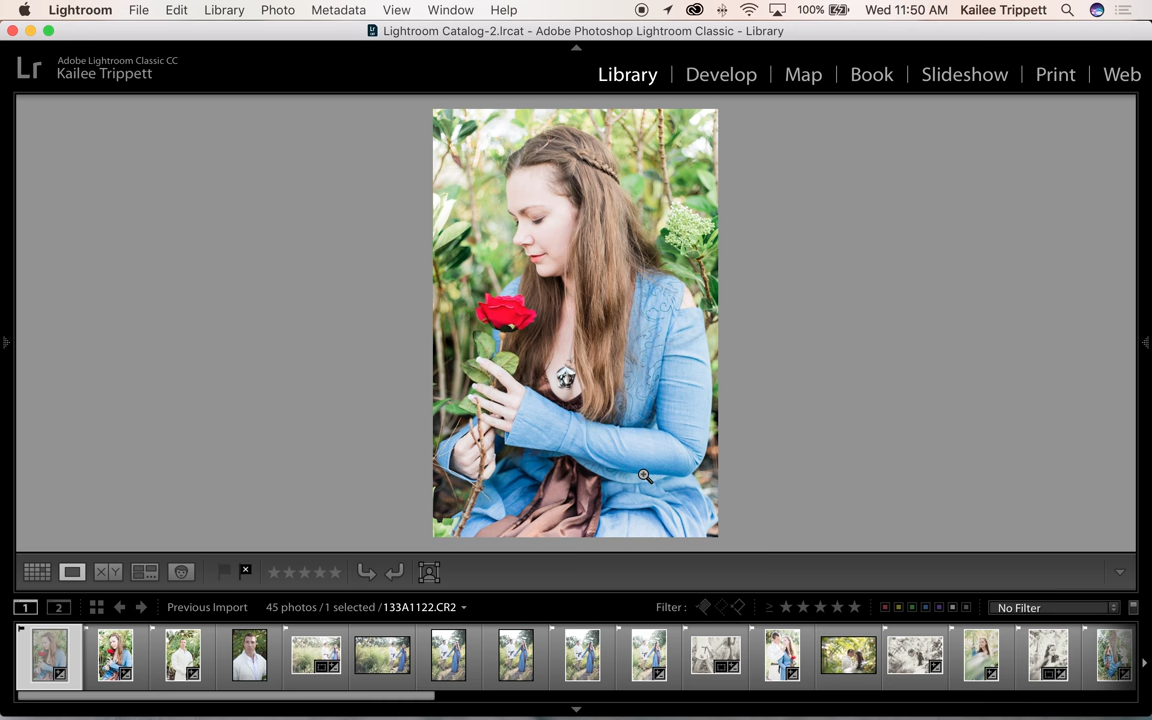 Lightroom File Edit Library Photo Metadata View Window Help 100% Wed 11:50 AM Kailee Trippett
Lightroom Catalog-2.lrcat - Adobe Photoshop Lightroom Classic - Library
Lr Adobe Lightroom Classic CC
Kailee Trippett
Library | Develop | Map | Book | Slideshow | Print | Web
XY
1 2 Previous Import 45 photos / 1 selected / 133A1122.CR2 Filter : ≥ No Filter